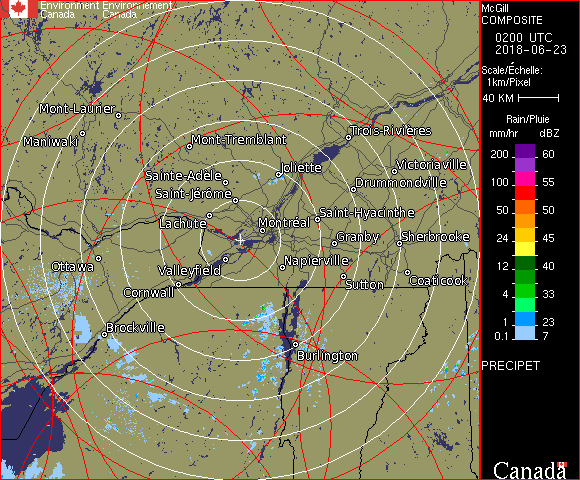 Environment Environnement
Canada Canada
McGill
COMPOSITE
0200 UTC
2018-06-23
Scale/Échelle:
1km/Pixel
40 KM
Rain/Pluie
mm/hr dBZ
200 60
100 55
50 50
24 45
12 40
4 33
1 23
0.1 7
PRECIPET
Mont-Laurier
Maniwaki
Mont-Tremblant
Trois-Rivières
Joliette
Victoriaville
Sainte-Adèle
Drummondville
Saint-Jérôme
Lachute
Saint-Hyacinthe
Montréal
Granby
Sherbrooke
Ottawa
Valleyfield
Napierville
Cornwall
Sutton
Coaticook
Brockville
Burlington
Canada